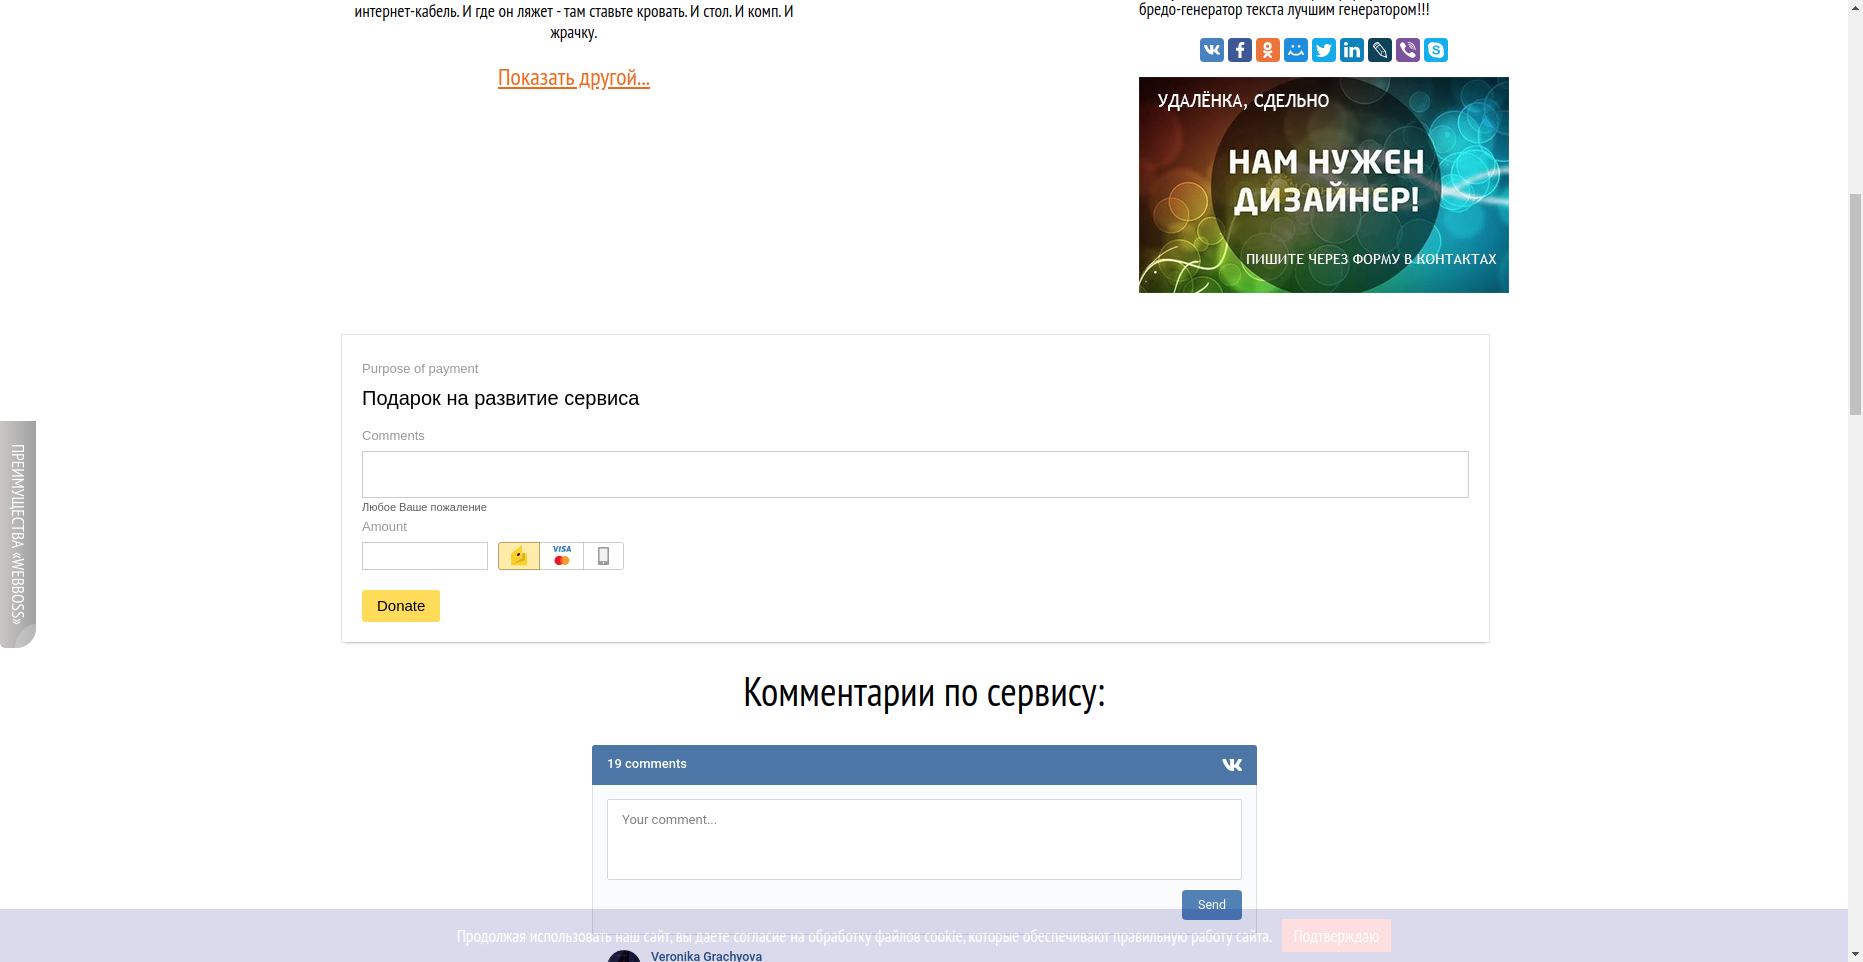 интернет-кабель. И где он ляжет - там ставьте кровать. И стол. И комп. И
жрачку.
Показать другой...
бредо-генератор текста лучшим генератором!!!
УДАЛЁНКА, СДЕЛЬНО
НАМ НУЖЕН
ДИЗАЙНЕР!
ПИШИТЕ ЧЕРЕЗ ФОРМУ В КОНТАКТАХ
Purpose of payment
Подарок на развитие сервиса
Comments
Любое Ваше пожаление
Amount
VISA
Donate
ПРЕИМУЩЕСТВА «WEBBOSS»
Комментарии по сервису:
19 comments
Your comment...
Send
Продолжая использовать наш сайт, вы даете согласие на обработку файлов cookie, которые обеспечивают правильную работу сайта.
Подтверждаю
Veronika Grachyova